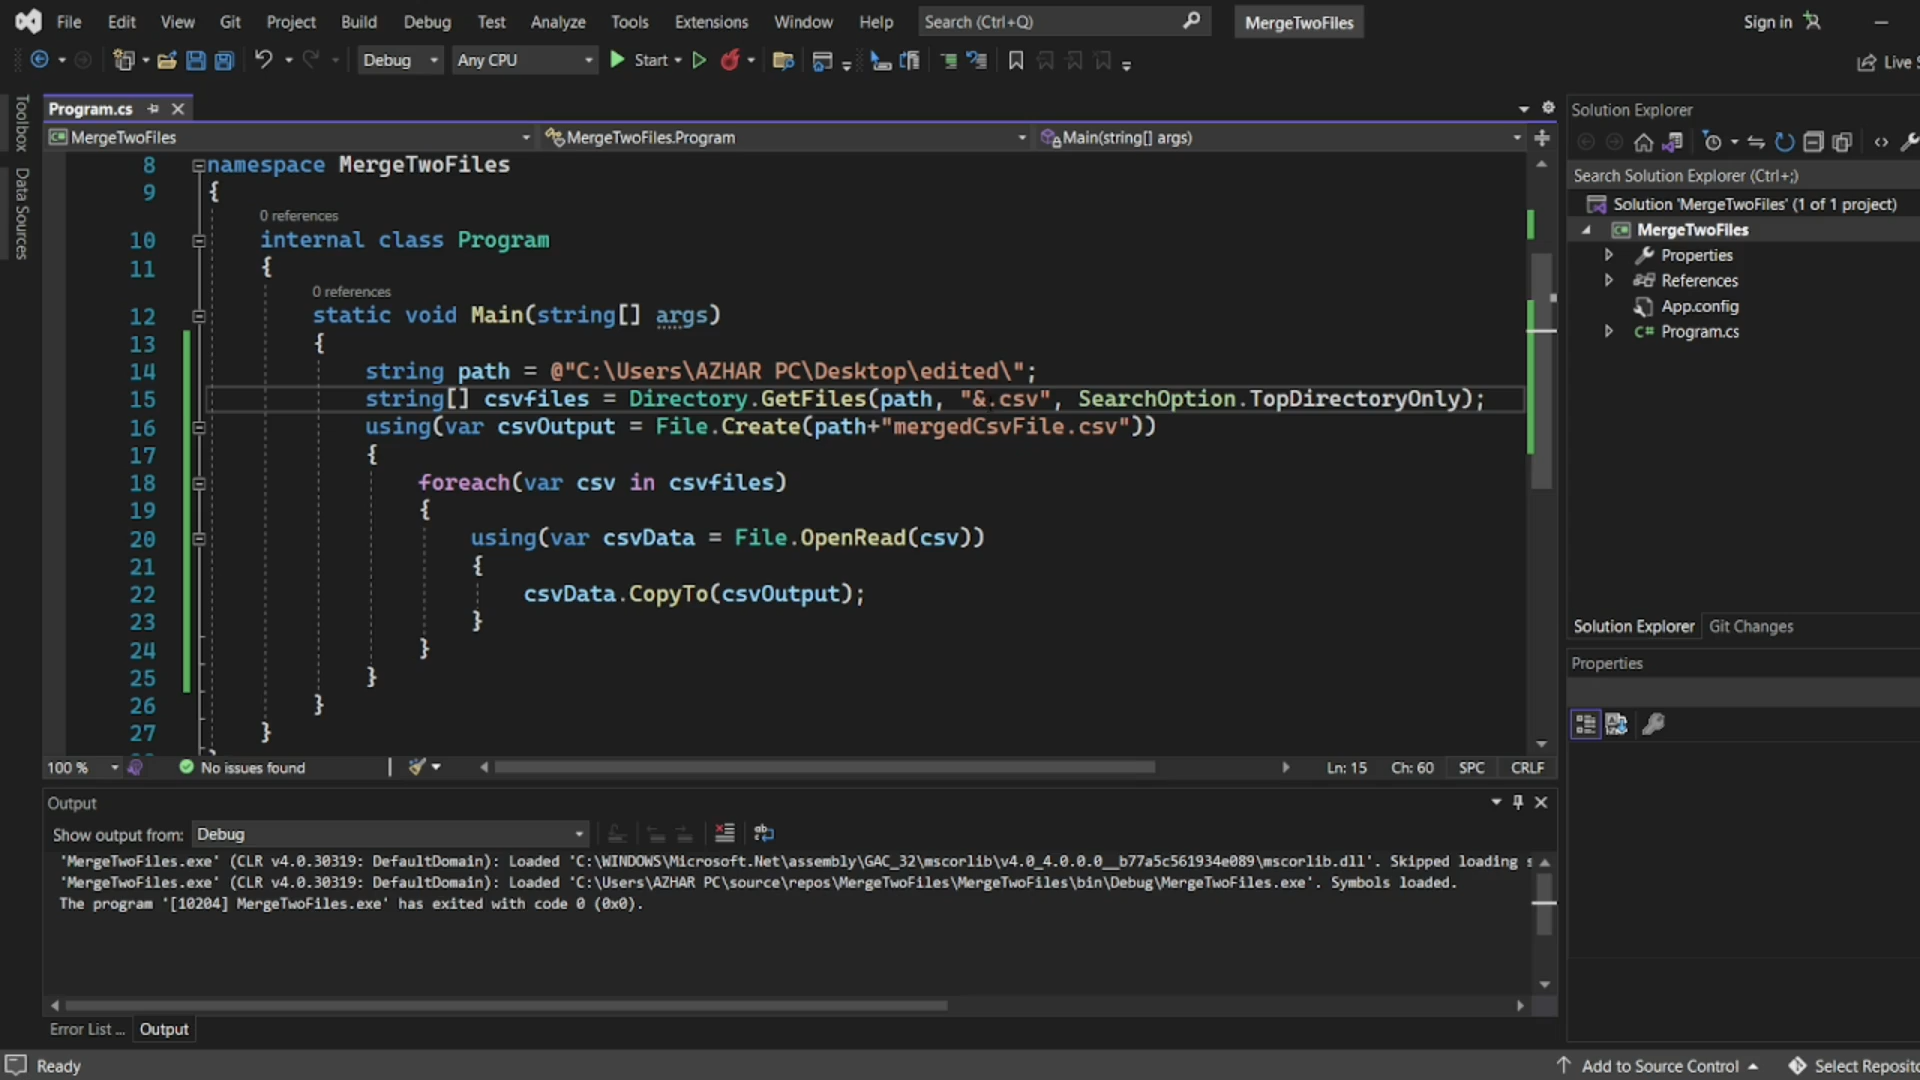 File Edit View Git Project Build Debug Test Analyze Tools Extensions Window Help Search (Ctrl+Q) MergeTwoFiles Sign in
Debug Any CPU Start Live S
Toolbox
Data Sources
Program.cs
MergeTwoFiles MergeTwoFiles.Program Main(string[] args)
8 namespace MergeTwoFiles
9 {
0 references
10 internal class Program
11 {
0 references
12 static void Main(string[] args)
13 {
14 string path = @"C:\Users\AZHAR PC\Desktop\edited\";
15 string[] csvfiles = Directory.GetFiles(path, "&.csv", SearchOption.TopDirectoryOnly);
16 using(var csvOutput = File.Create(path+"mergedCsvFile.csv"))
17 {
18 foreach(var csv in csvfiles)
19 {
20 using(var csvData = File.OpenRead(csv))
21 {
22 csvData.CopyTo(csvOutput);
23 }
24 }
25 }
26 }
27 }
100 % No issues found Ln: 15 Ch: 60 SPC CRLF
Output
Show output from: Debug
'MergeTwoFiles.exe' (CLR v4.0.30319: DefaultDomain): Loaded 'C:\WINDOWS\Microsoft.Net\assembly\GAC_32\mscorlib\v4.0_4.0.0.0__b77a5c561934e089\mscorlib.dll'. Skipped loading s
'MergeTwoFiles.exe' (CLR v4.0.30319: DefaultDomain): Loaded 'C:\Users\AZHAR PC\source\repos\MergeTwoFiles\MergeTwoFiles\bin\Debug\MergeTwoFiles.exe'. Symbols loaded.
The program '[10204] MergeTwoFiles.exe' has exited with code 0 (0x0).
Error List ... Output
Solution Explorer
Search Solution Explorer (Ctrl+;)
Solution 'MergeTwoFiles' (1 of 1 project)
MergeTwoFiles
Properties
References
App.config
C# Program.cs
Solution Explorer Git Changes
Properties
Ready Add to Source Control Select Reposito